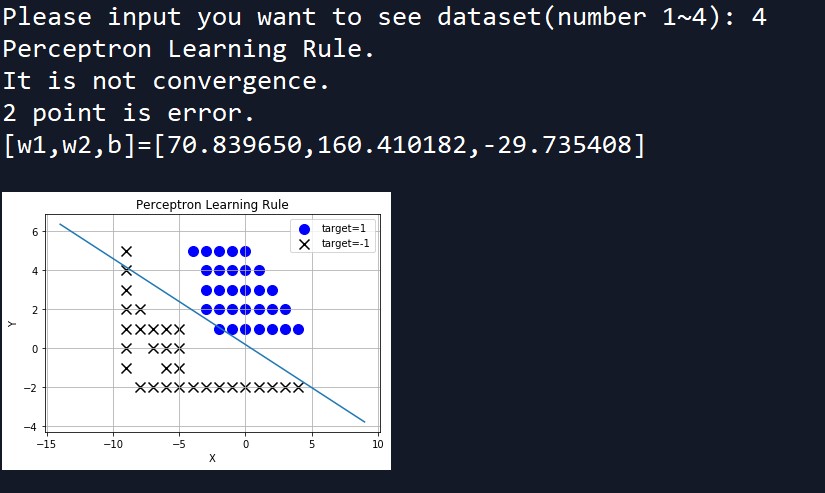 Please input you want to see dataset(number 1~4): 4
Perceptron Learning Rule.
It is not convergence.
2 point is error.
[w1,w2,b]=[70.839650,160.410182,-29.735408]
Perceptron Learning Rule
target=1
target=-1
6
4
2
0
−2
−4
Y
−15 −10 −5 0 5 10
X